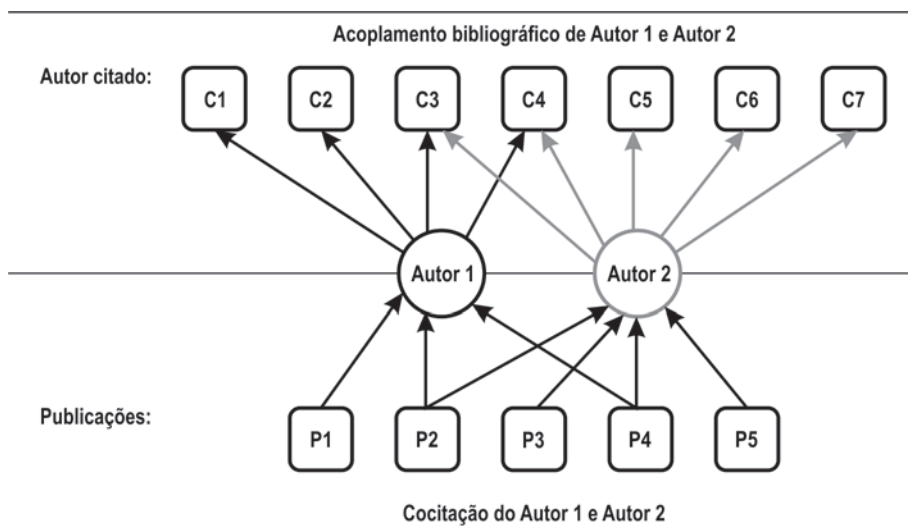 Acoplamento bibliográfico de Autor 1 e Autor 2
Autor citado:
C1 C2 C3 C4 C5 C6 C7
Autor 1 Autor 2
Publicações:
P1 P2 P3 P4 P5
Cocitação do Autor 1 e Autor 2